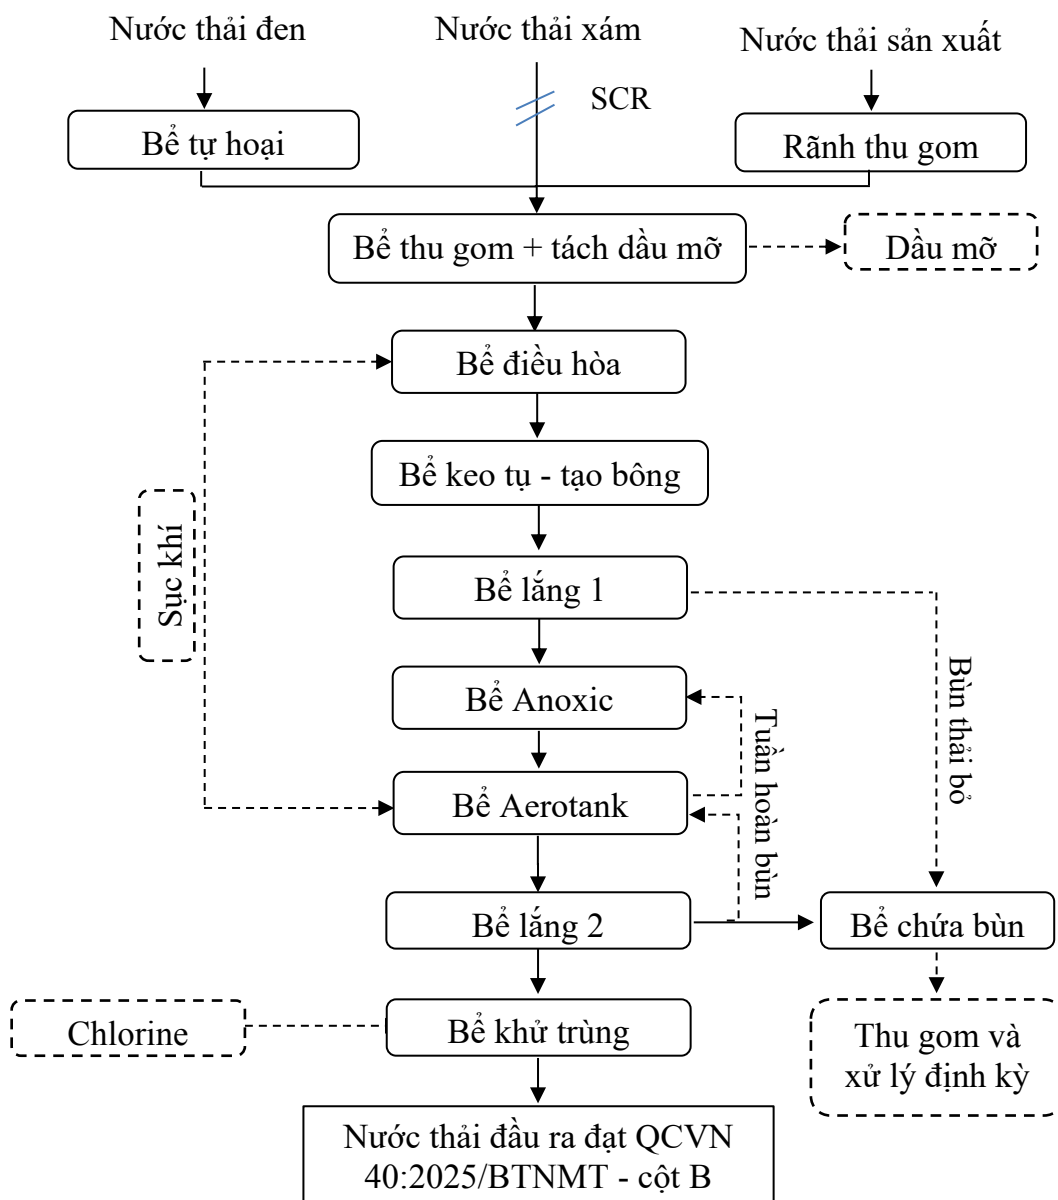 Nước thải đen
Nước thải xám
Nước thải sản xuất
SCR
Bể tự hoại
Rãnh thu gom
Bể thu gom + tách dầu mỡ
Dầu mỡ
Bể điều hòa
Bể keo tụ - tạo bông
Sục khí
Bể lắng 1
Bể Anoxic
Tuần hoàn bùn
Bùn thải bỏ
Bể Aerotank
Bể lắng 2
Bể chứa bùn
Chlorine
Bể khử trùng
Thu gom và
xử lý định kỳ
Nước thải đầu ra đạt QCVN
40:2025/BTNMT - cột B